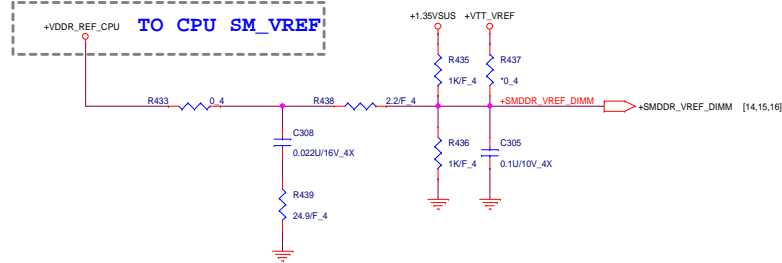 TO CPU SM_VREF
+VDDR_REF_CPU
+1.35VSUS
+VTT_VREF
R435
1K/F_4
R437
*0_4
R433
0_4
R438
2.2/F_4
+SMDDR_VREF_DIMM
+SMDDR_VREF_DIMM [14,15,16]
C308
0.022U/16V_4X
R436
1K/F_4
C305
0.1U/10V_4X
R439
24.9/F_4